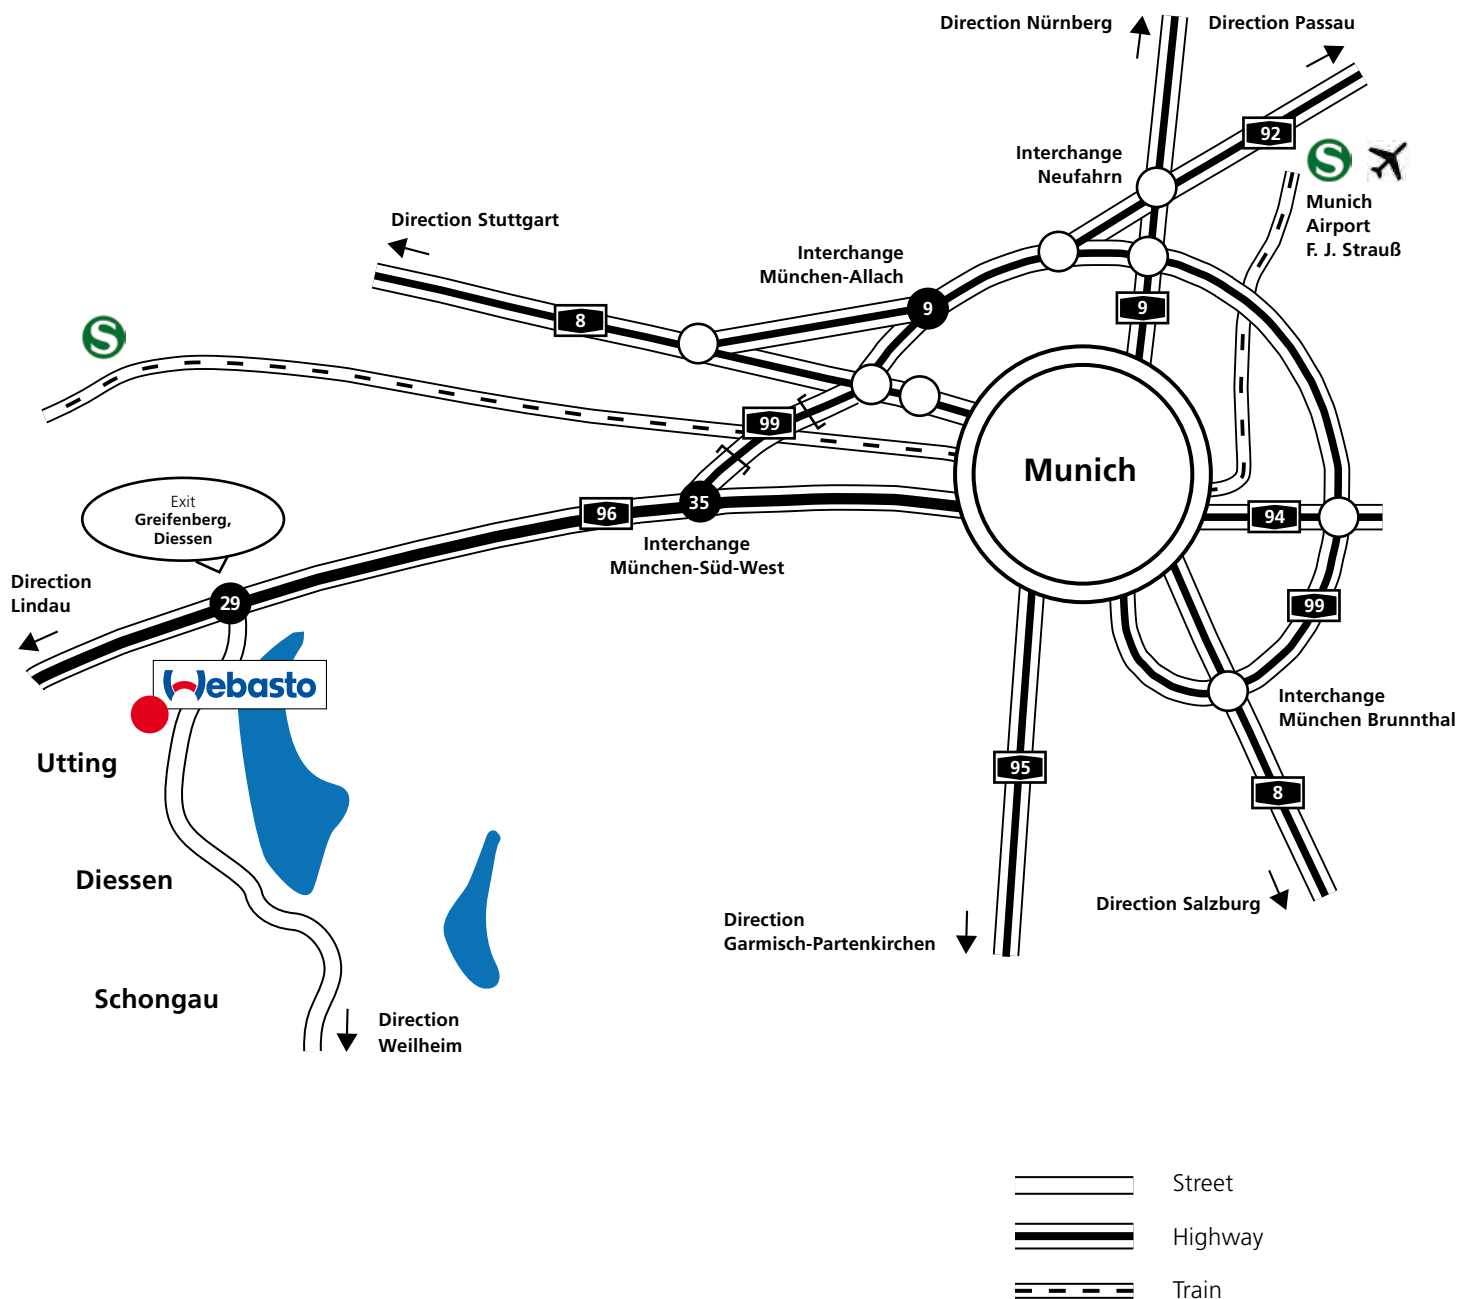 Direction Nürnberg
Direction Passau
92
Interchange
Neufahrn
S
Munich
Airport
F. J. Strauß
Direction Stuttgart
Interchange
München-Allach
9
9
8
S
99
Munich
Exit
Greifenberg,
Diessen
96
35
94
Interchange
München-Süd-West
Direction
Lindau
29
99
Webasto
Interchange
München Brunnthal
Utting
95
8
Diessen
Direction Salzburg
Direction
Garmisch-Partenkirchen
Schongau
Direction
Weilheim
Street
Highway
Train